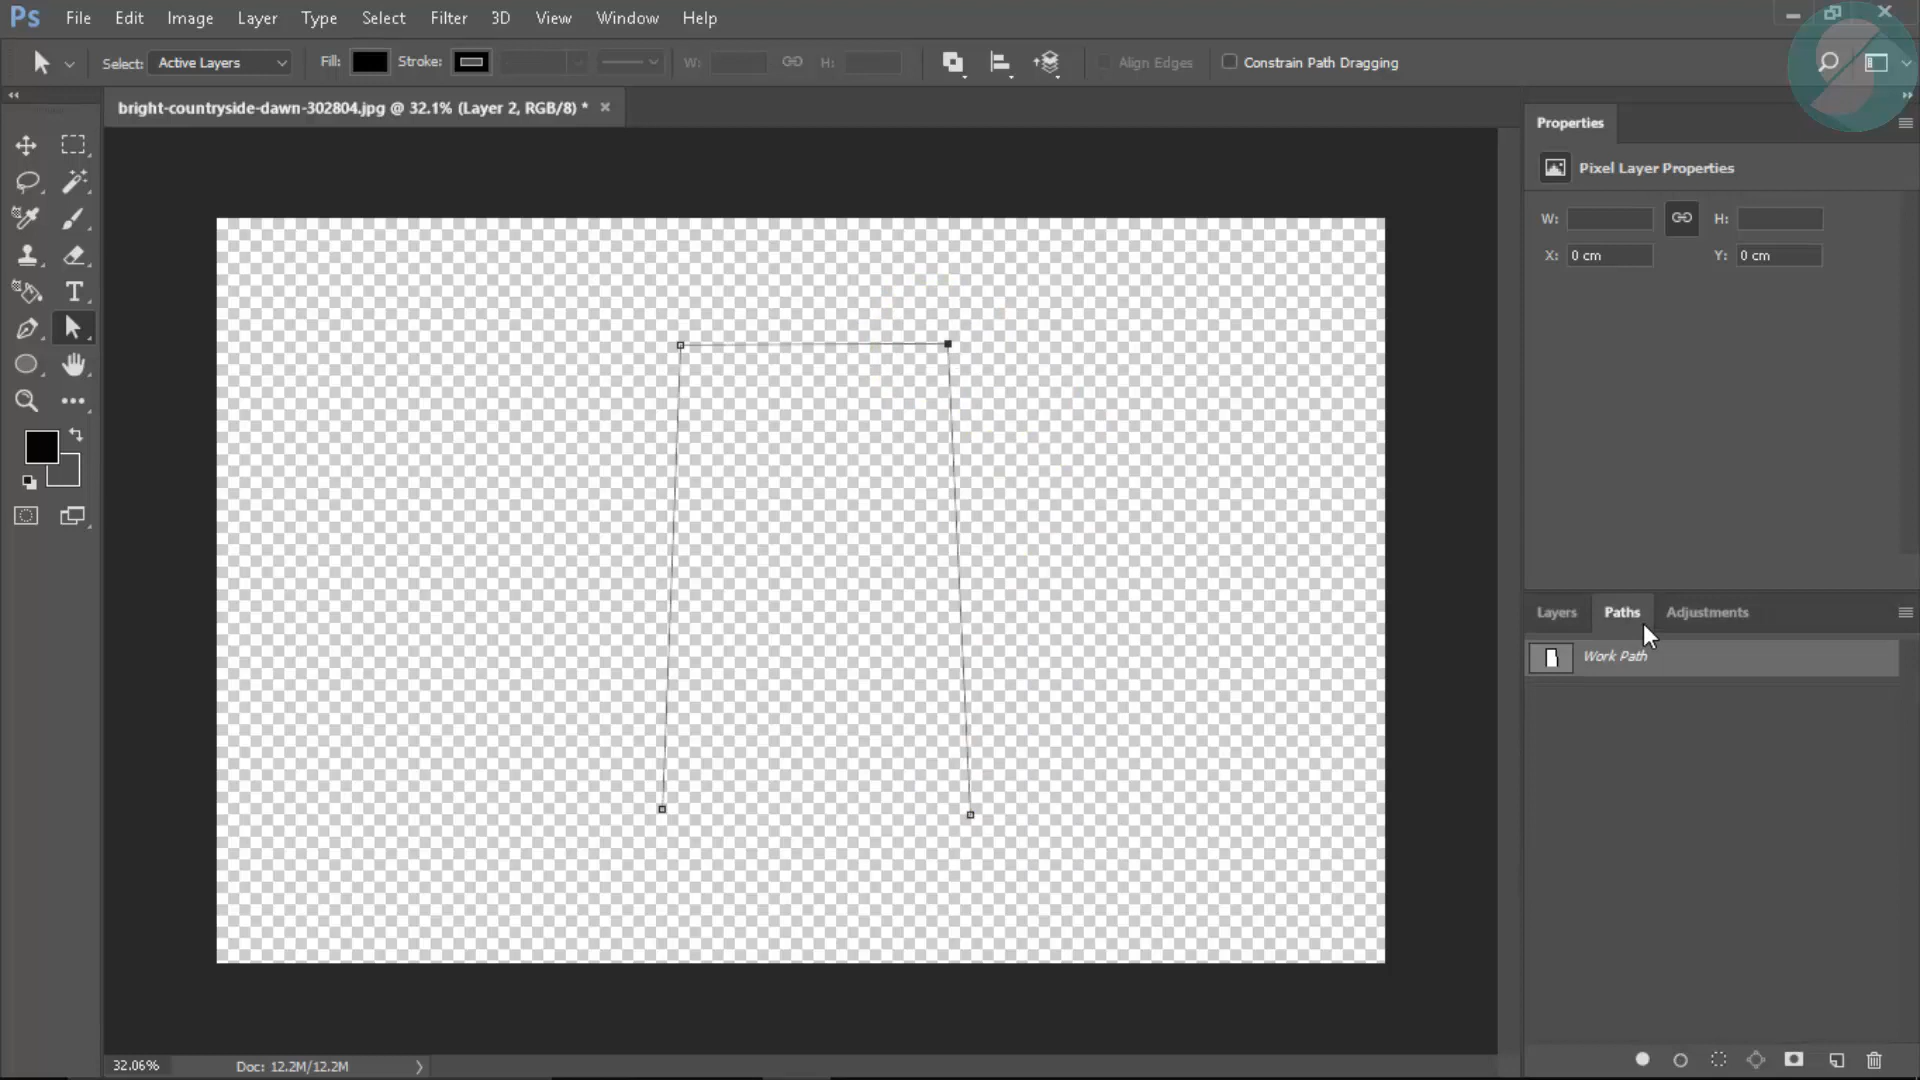 Ps File Edit Image Layer Type Select Filter 3D View Window Help
Select: Active Layers Fill: Stroke: W: H: Align Edges Constrain Path Dragging
bright-countryside-dawn-302804.jpg @ 32.1% (Layer 2, RGB/8) *
Properties
Pixel Layer Properties
W: H:
X: 0 cm Y: 0 cm
Layers Paths Adjustments
Work Path
32.06% Doc: 12.2M/12.2M